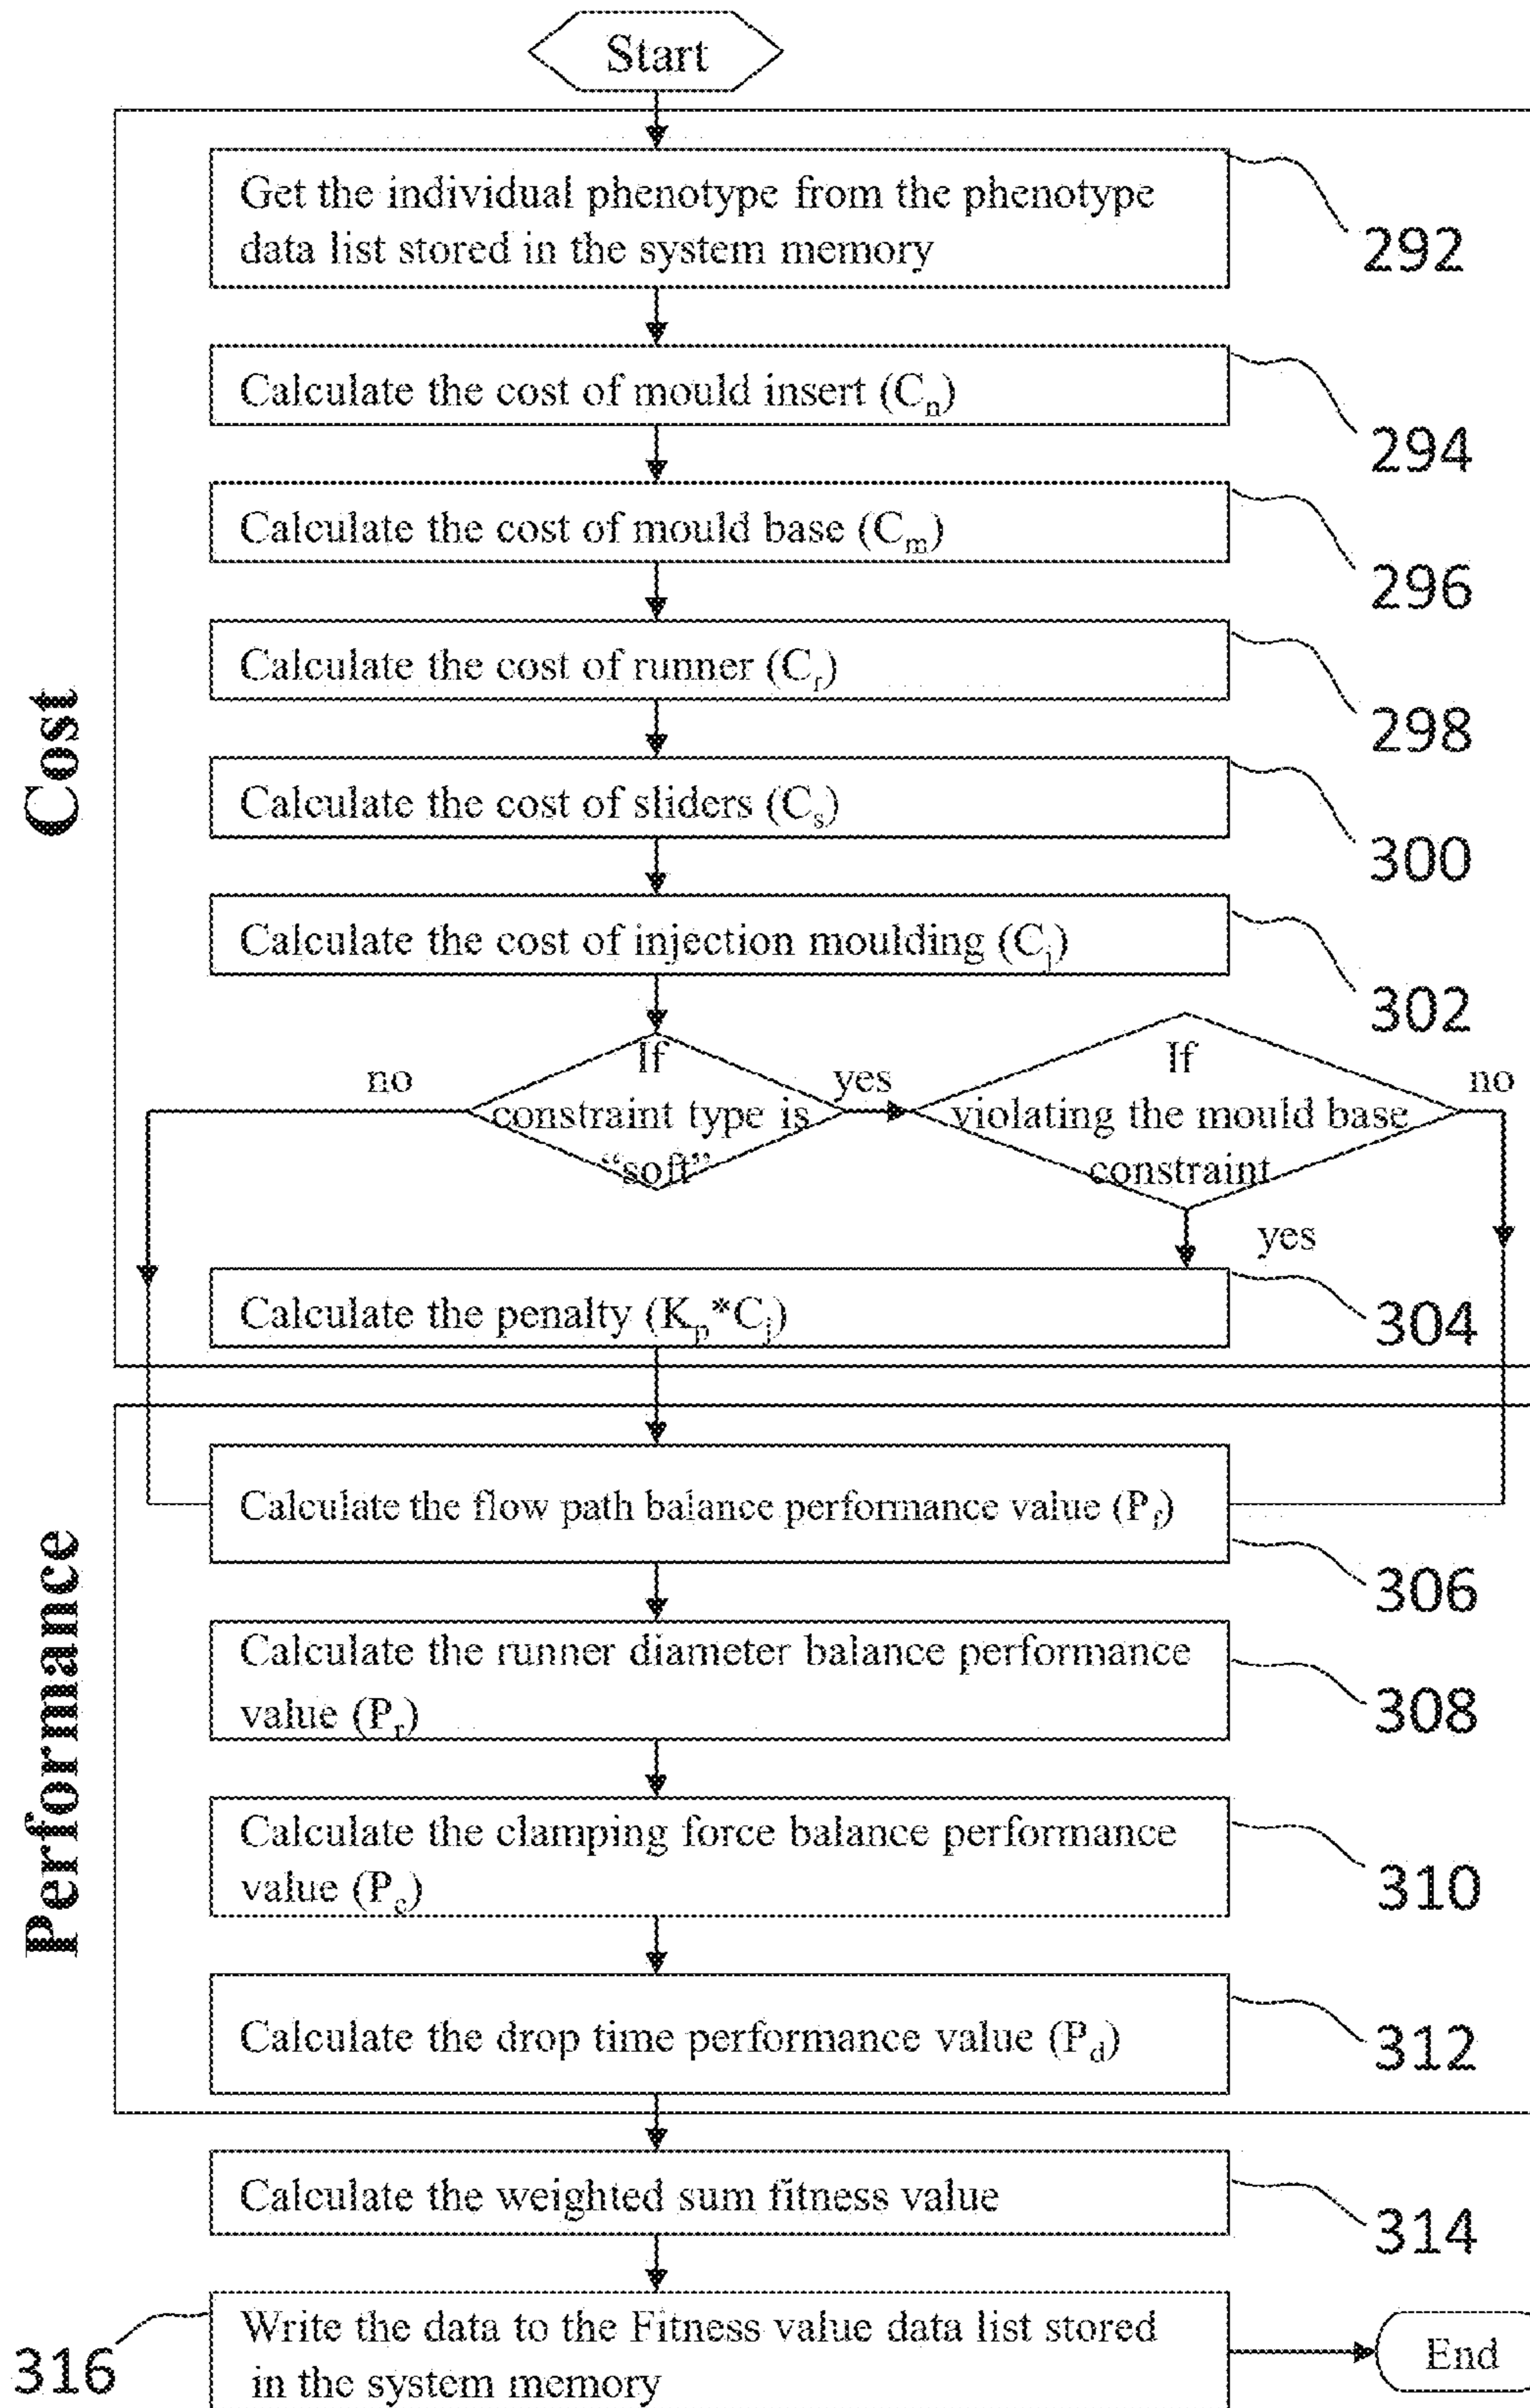 Start
Cost
Get the individual phenotype from the phenotype
data list stored in the system memory
292
Calculate the cost of mould insert (Cn)
294
Calculate the cost of mould base (Cm)
296
Calculate the cost of runner (Cr)
298
Calculate the cost of sliders (Cs)
300
Calculate the cost of injection moulding (Cj)
302
no
If
constraint type is
“soft”
yes
If
violating the mould base
constraint
no
yes
Calculate the penalty (Kp*Cj)
304
Performance
Calculate the flow path balance performance value (Pf)
306
Calculate the runner diameter balance performance
value (Pr)
308
Calculate the clamping force balance performance
value (Pc)
310
Calculate the drop time performance value (Pd)
312
Calculate the weighted sum fitness value
314
Write the data to the Fitness value data list stored
in the system memory
316
End